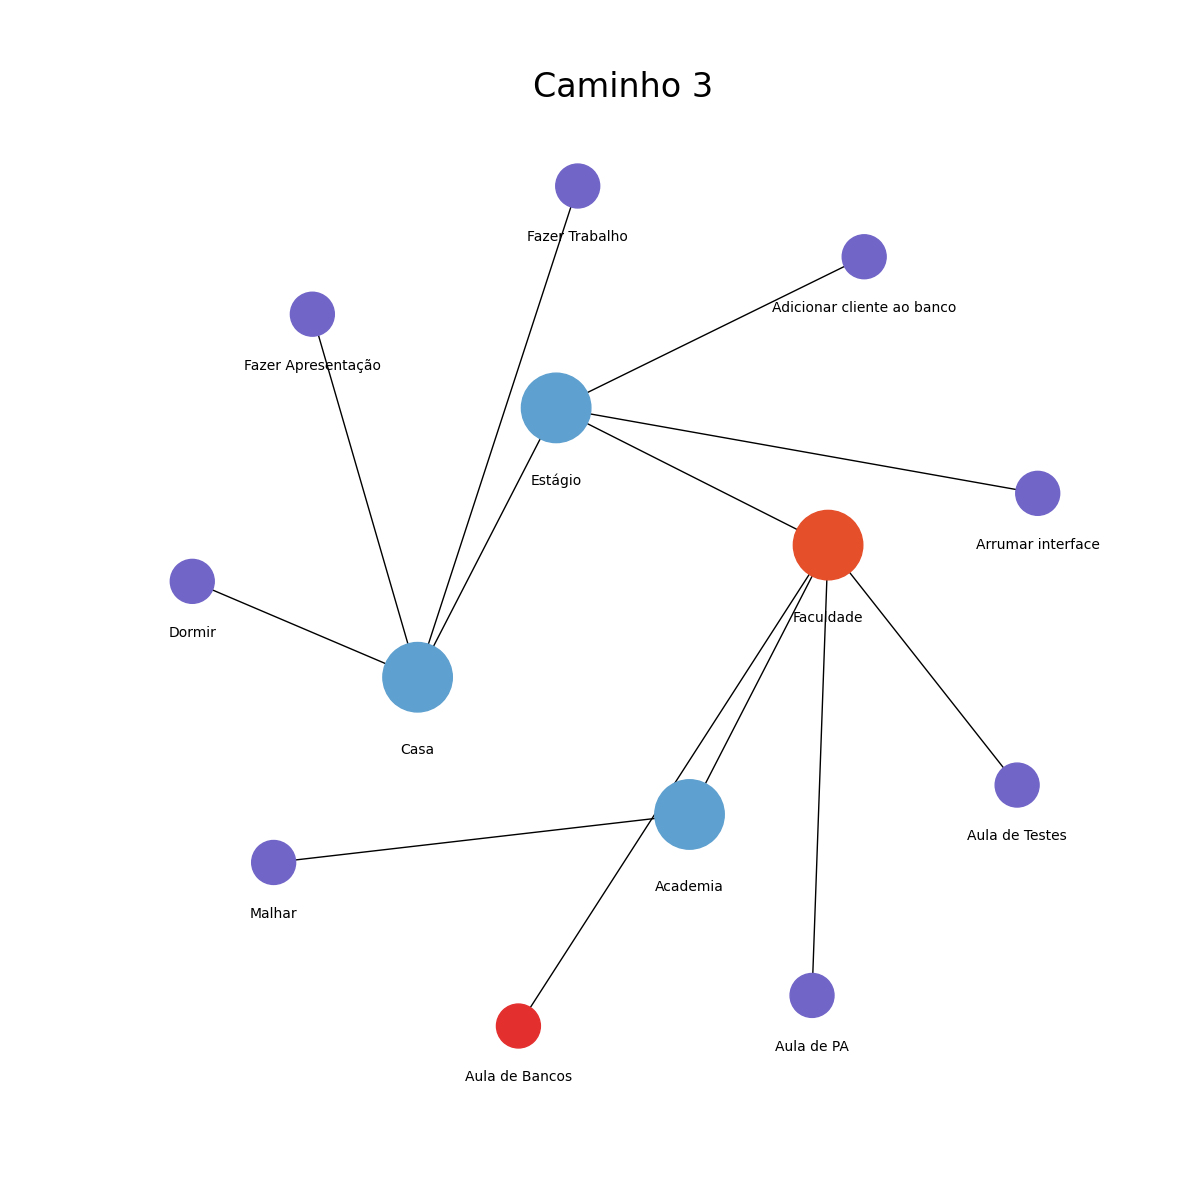 Caminho 3
Fazer Trabalho
Adicionar cliente ao banco
Fazer Apresentação
Estágio
Arrumar interface
Faculdade
Dormir
Casa
Aula de Testes
Academia
Malhar
Aula de PA
Aula de Bancos